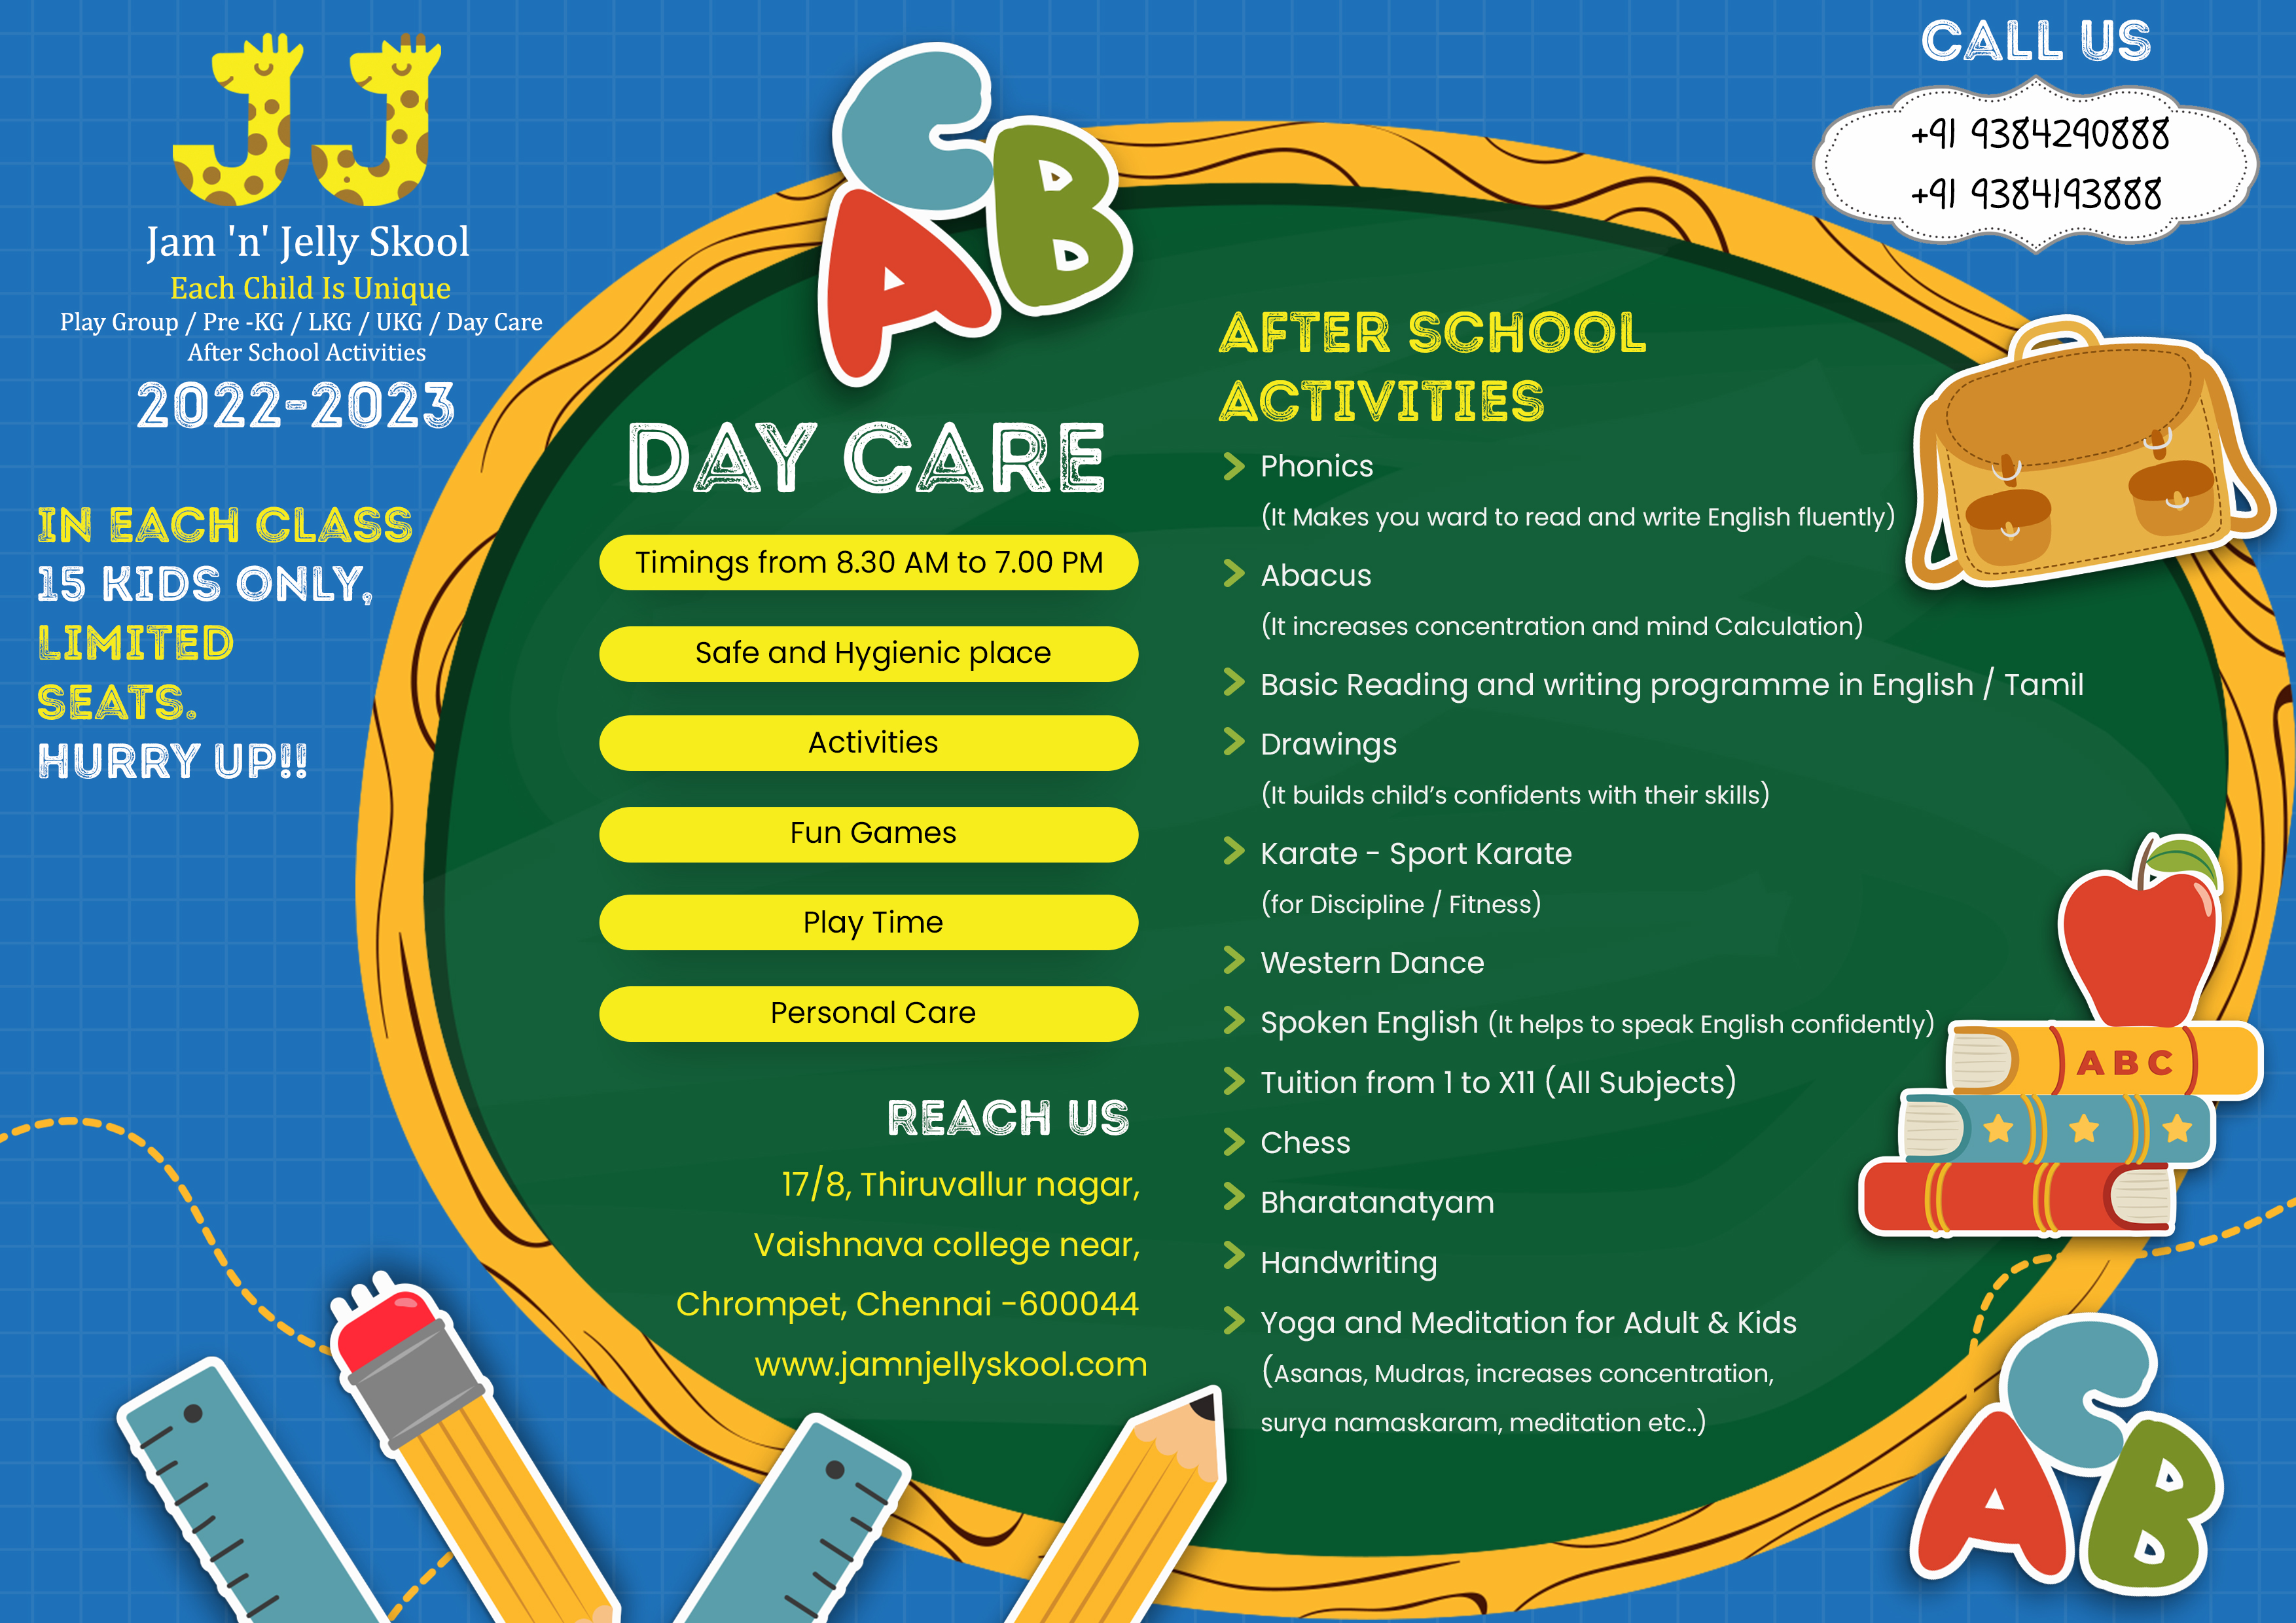 Jam 'n' Jelly Skool
Each Child Is Unique
Play Group / Pre -KG / LKG / UKG / Day Care
After School Activities
2022-2023
IN EACH CLASS
15 KIDS ONLY,
LIMITED
SEATS.
HURRY UP!!
CALL US
+91 9384290888
+91 9384193888
C
B
A
DAY CARE
Timings from 8.30 AM to 7.00 PM
Safe and Hygienic place
Activities
Fun Games
Play Time
Personal Care
REACH US
17/8, Thiruvallur nagar,
Vaishnava college near,
Chrompet, Chennai -600044
www.jamnjellyskool.com
AFTER SCHOOL
ACTIVITIES
Phonics
(It Makes you ward to read and write English fluently)
Abacus
(It increases concentration and mind Calculation)
Basic Reading and writing programme in English / Tamil
Drawings
(It builds child’s confidents with their skills)
Karate - Sport Karate
(for Discipline / Fitness)
Western Dance
Spoken English (It helps to speak English confidently)
Tuition from 1 to X11 (All Subjects)
Chess
Bharatanatyam
Handwriting
Yoga and Meditation for Adult & Kids
(Asanas, Mudras, increases concentration,
surya namaskaram, meditation etc..)
ABC
C
A B